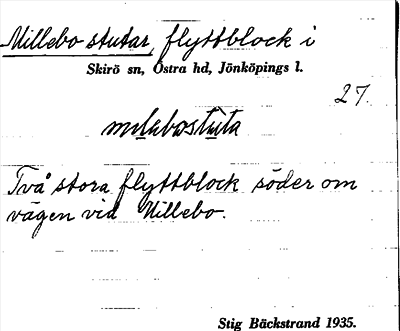 Millebo stutar, flyttblock i
Skirö sn, Östra hd, Jönköpings l.
27.
Två stora flyttblock söder om
vägen vid Millebo.
Stig Bäckstrand 1935.